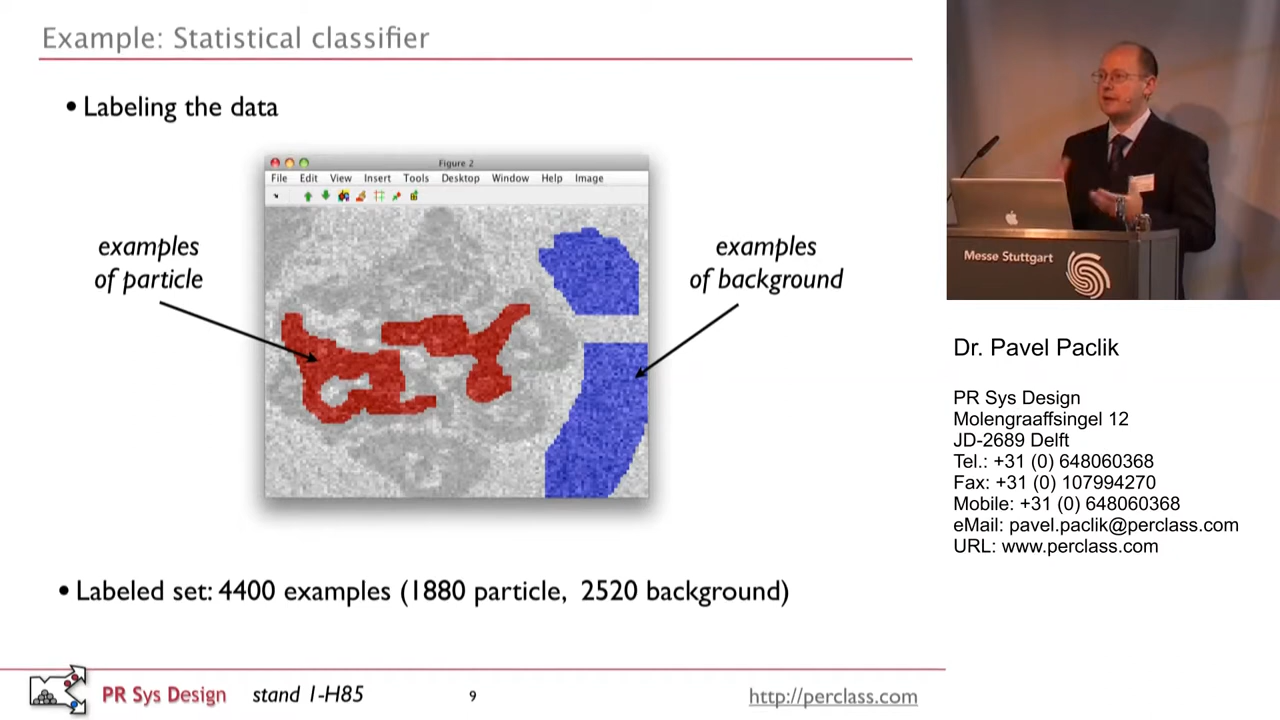 Example: Statistical classifier
• Labeling the data
Figure 2
File Edit View Insert Tools Desktop Window Help Image
examples
of particle
examples
of background
• Labeled set: 4400 examples (1880 particle, 2520 background)
PR Sys Design
stand 1-H85
9
http://perclass.com
Messe Stuttgart
Dr. Pavel Paclik
PR Sys Design
Molengraaffsingel 12
JD-2689 Delft
Tel.: +31 (0) 648060368
Fax: +31 (0) 107994270
Mobile: +31 (0) 648060368
eMail: pavel.paclik@perclass.com
URL: www.perclass.com